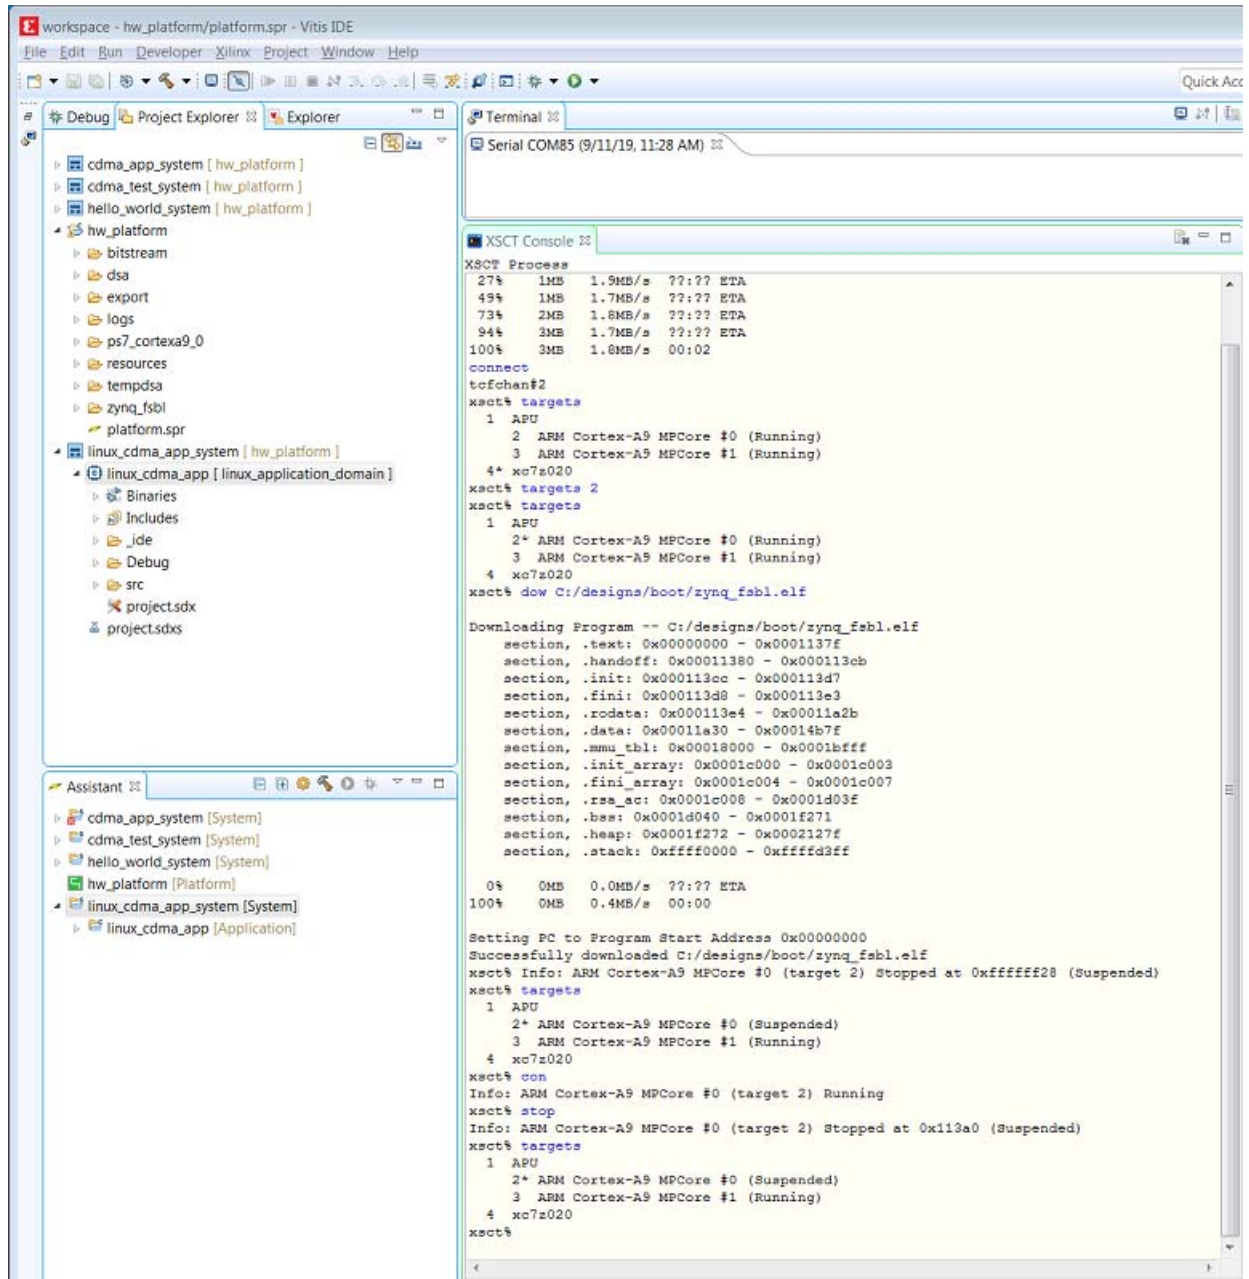 workspace - hw_platform/platform.spr - Vitis IDE
File Edit Run Developer Xilinx Project Window Help
Quick Acc
Debug Project Explorer Explorer
cdma_app_system [ hw_platform ]
cdma_test_system [ hw_platform ]
hello_world_system [ hw_platform ]
hw_platform
bitstream
dsa
export
logs
ps7_cortexa9_0
resources
tempdsa
zynq_fsbl
platform.spr
linux_cdma_app_system [ hw_platform ]
linux_cdma_app [ linux_application_domain ]
Binaries
Includes
_ide
Debug
src
project.sdx
project.sdxs
Assistant
cdma_app_system [System]
cdma_test_system [System]
hello_world_system [System]
hw_platform [Platform]
linux_cdma_app_system [System]
linux_cdma_app [Application]
Terminal
Serial COM85 (9/11/19, 11:28 AM)
XSCT Console
XSCT Process
27% 1MB 1.9MB/s ??:?? ETA
49% 1MB 1.7MB/s ??:?? ETA
73% 2MB 1.8MB/s ??:?? ETA
94% 3MB 1.7MB/s ??:?? ETA
100% 3MB 1.8MB/s 00:02
connect
tcfchan#2
xsct% targets
1 APU
2 ARM Cortex-A9 MPCore #0 (Running)
3 ARM Cortex-A9 MPCore #1 (Running)
4* xc7z020
xsct% targets 2
xsct% targets
1 APU
2* ARM Cortex-A9 MPCore #0 (Running)
3 ARM Cortex-A9 MPCore #1 (Running)
4 xc7z020
xsct% dow C:/designs/boot/zynq_fsbl.elf
Downloading Program -- C:/designs/boot/zynq_fsbl.elf
section, .text: 0x00000000 - 0x0001137f
section, .handoff: 0x00011380 - 0x000113cb
section, .init: 0x000113cc - 0x000113d7
section, .fini: 0x000113d8 - 0x000113e3
section, .rodata: 0x000113e4 - 0x00011a2b
section, .data: 0x00011a30 - 0x00014b7f
section, .mmu_tbl: 0x00018000 - 0x0001bfff
section, .init_array: 0x0001c000 - 0x0001c003
section, .fini_array: 0x0001c004 - 0x0001c007
section, .rsa_ac: 0x0001c008 - 0x0001d03f
section, .bss: 0x0001d040 - 0x0001f271
section, .heap: 0x0001f272 - 0x0002127f
section, .stack: 0xffff0000 - 0xffffd3ff
0% 0MB 0.0MB/s ??:?? ETA
100% 0MB 0.4MB/s 00:00
Setting PC to Program Start Address 0x00000000
Successfully downloaded C:/designs/boot/zynq_fsbl.elf
xsct% Info: ARM Cortex-A9 MPCore #0 (target 2) Stopped at 0xffffff28 (Suspended)
xsct% targets
1 APU
2* ARM Cortex-A9 MPCore #0 (Suspended)
3 ARM Cortex-A9 MPCore #1 (Running)
4 xc7z020
xsct% con
Info: ARM Cortex-A9 MPCore #0 (target 2) Running
xsct% stop
Info: ARM Cortex-A9 MPCore #0 (target 2) Stopped at 0x113a0 (Suspended)
xsct% targets
1 APU
2* ARM Cortex-A9 MPCore #0 (Suspended)
3 ARM Cortex-A9 MPCore #1 (Running)
4 xc7z020
xsct%